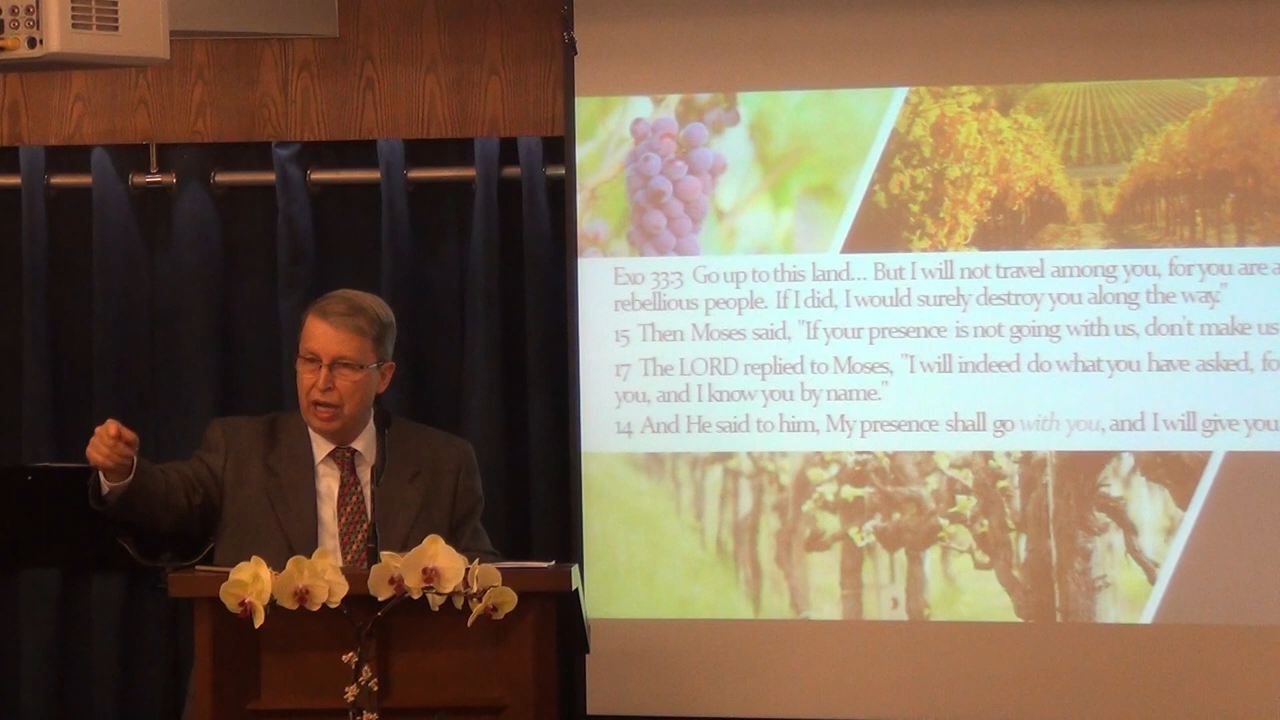 Exo 33:3 Go up to this land... But I will not travel among you, for you are a
rebellious people. If I did, I would surely destroy you along the way."
15 Then Moses said, "If your presence is not going with us, don't make us
17 The LORD replied to Moses, "I will indeed do what you have asked, fo
you, and I know you by name."
14 And He said to him, My presence shall go with you, and I will give you